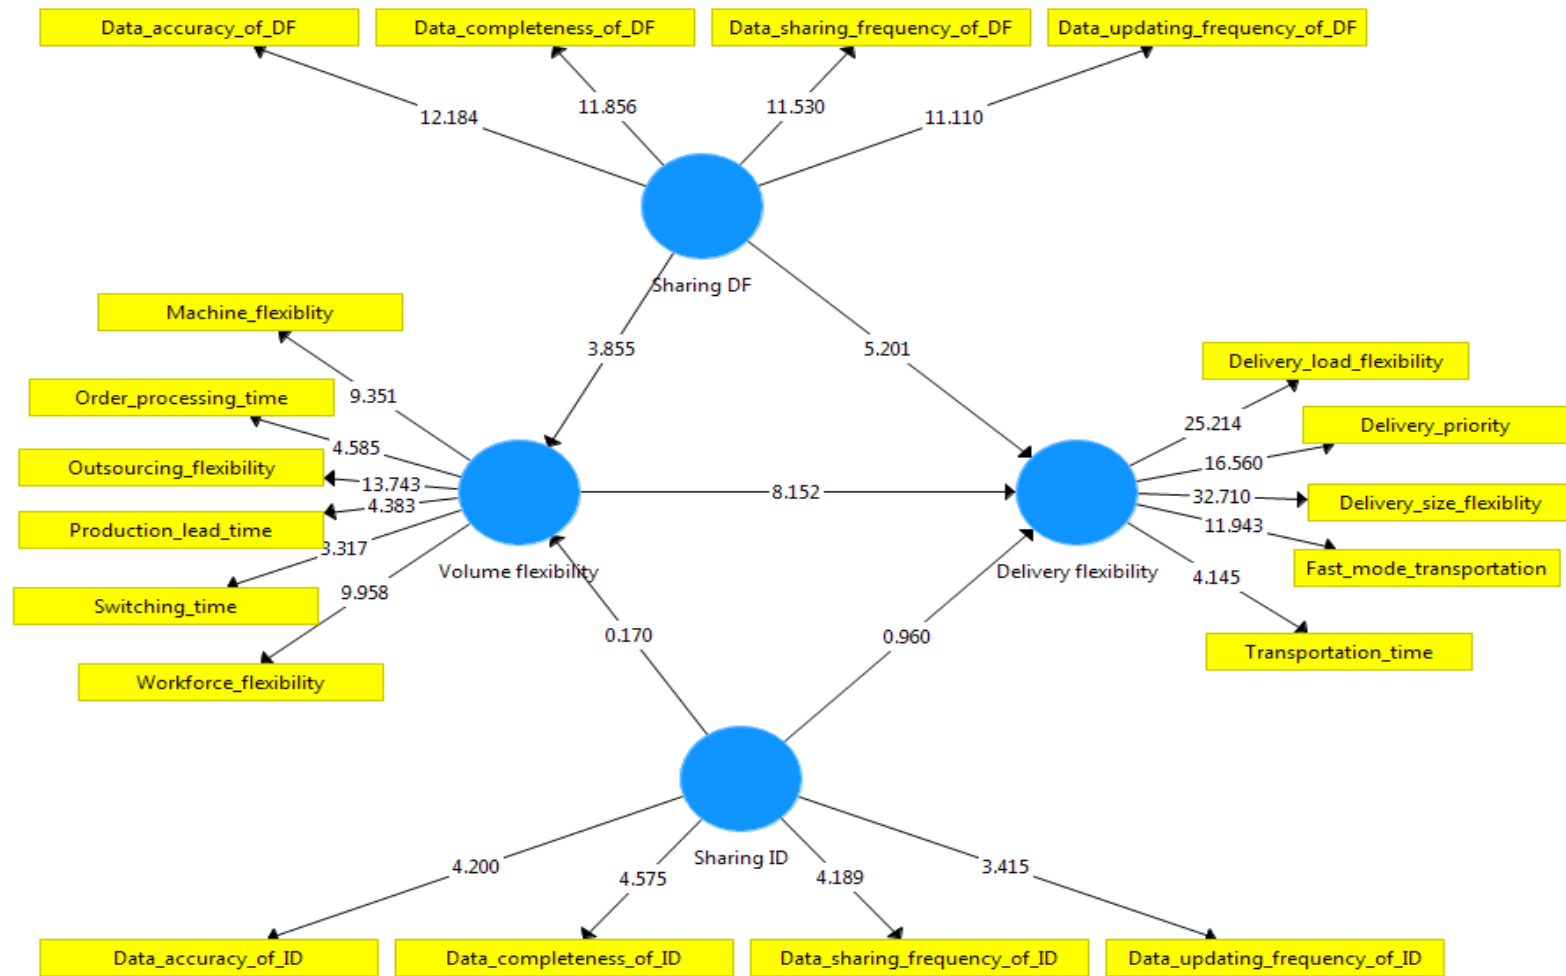 Data_accuracy_of_DF
Data_completeness_of_DF
Data_sharing_frequency_of_DF
Data_updating_frequency_of_DF
12.184
11.856
11.530
11.110
Sharing DF
3.855
5.201
Machine_flexiblity
Order_processing_time
Outsourcing_flexibility
Production_lead_time
Switching_time
Workforce_flexibility
9.351
4.585
13.743
4.383
3.317
9.958
Volume flexibility
8.152
Delivery flexibility
25.214
16.560
32.710
11.943
4.145
Delivery_load_flexibility
Delivery_priority
Delivery_size_flexiblity
Fast_mode_transportation
Transportation_time
0.170
0.960
Sharing ID
4.200
4.575
4.189
3.415
Data_accuracy_of_ID
Data_completeness_of_ID
Data_sharing_frequency_of_ID
Data_updating_frequency_of_ID